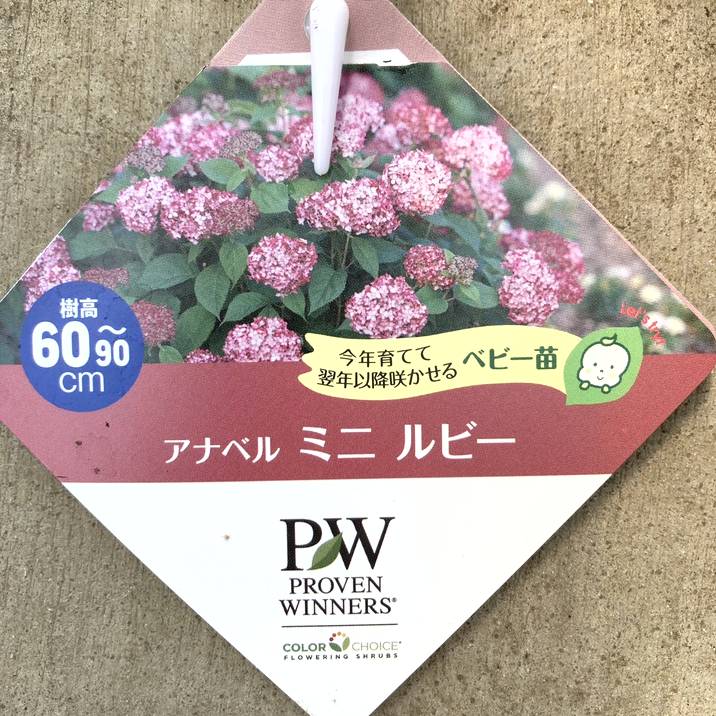 樹高
60~90
cm
今年育てて
翌年以降咲かせる
ベビー苗
アナベル ミニ ルビー
PW
PROVEN
WINNERS®
COLOR CHOICE®
FLOWERING SHRUBS